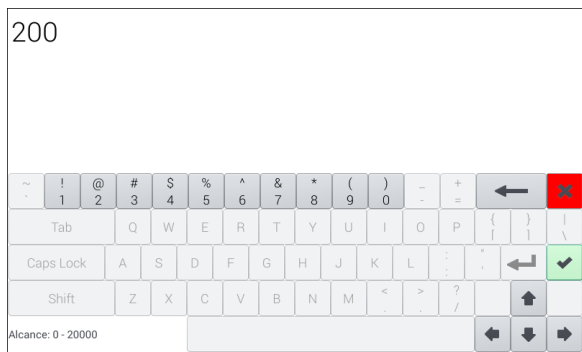 200
~ ! @ # $ % ^ & * ( ) _ +
` 1 2 3 4 5 6 7 8 9 0 - =
Tab Q W E R T Y U I O P { } |
[ ] \
Caps Lock A S D F G H J K L : "
; '
Shift Z X C V B N M < > ?
, . /
Alcance: 0 - 20000